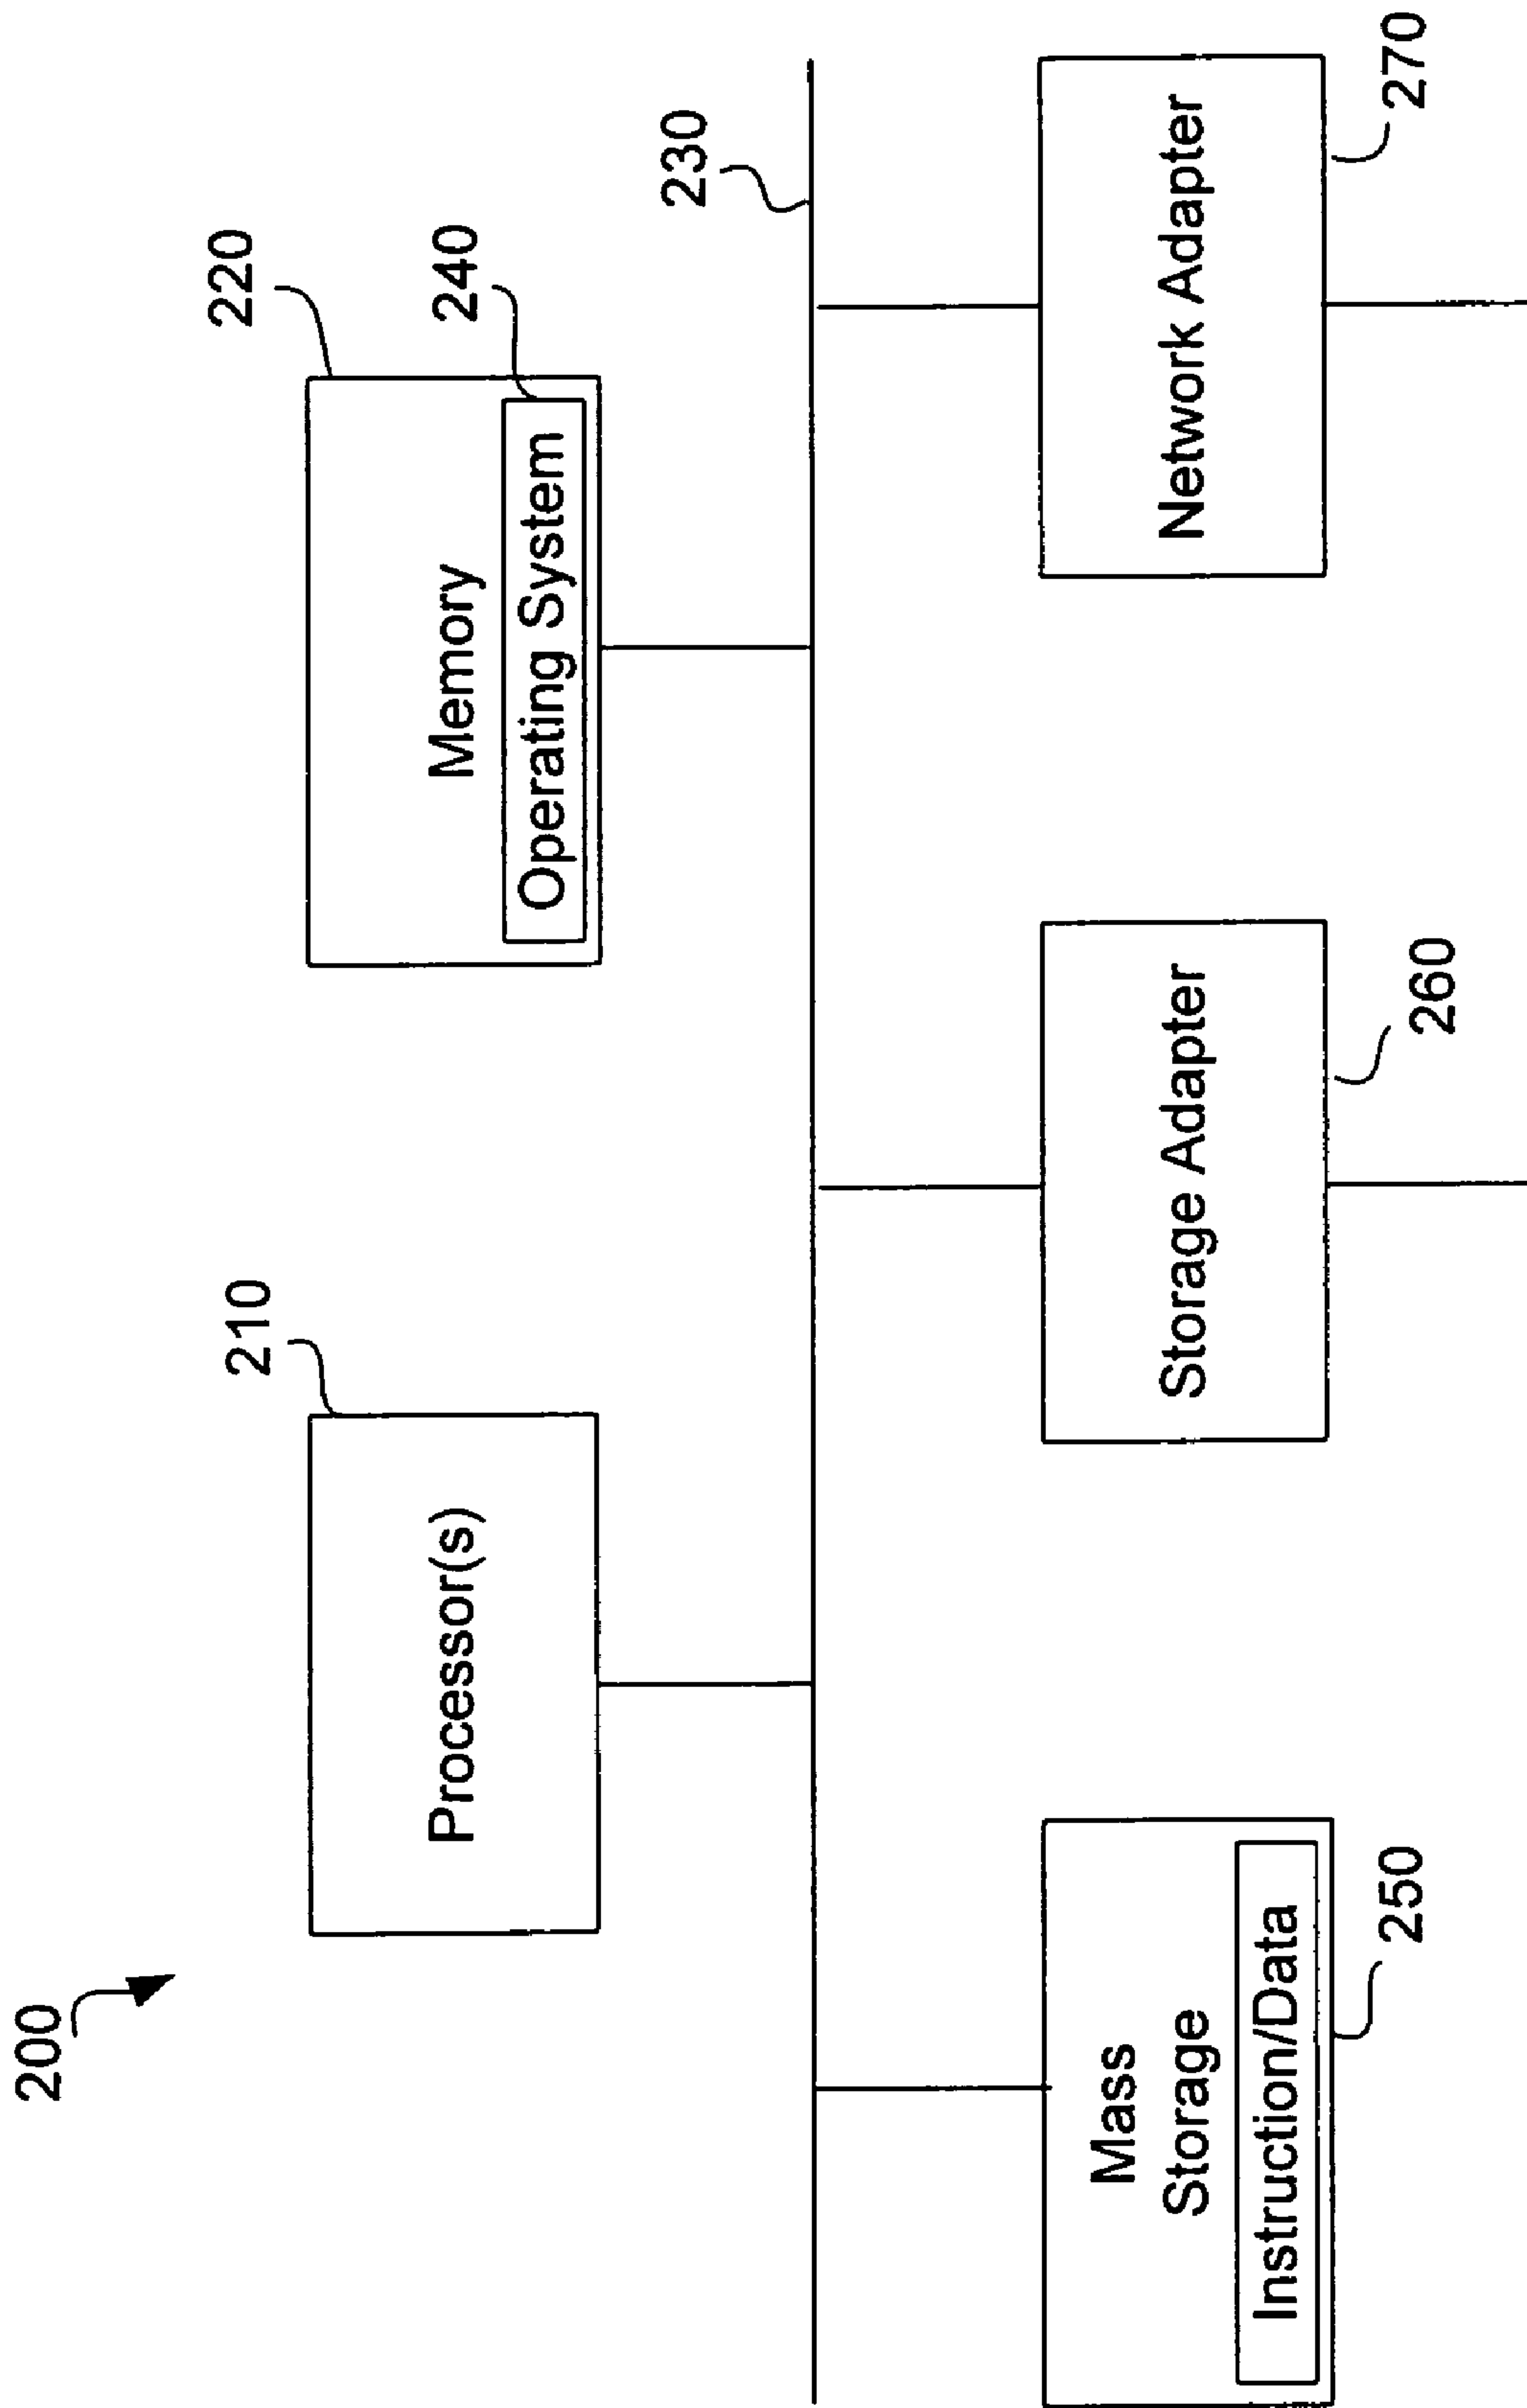 200
210
Processor(s)
220
Memory
240
Operating System
230
Mass
Storage
Instruction/Data
250
Storage Adapter
260
Network Adapter
270